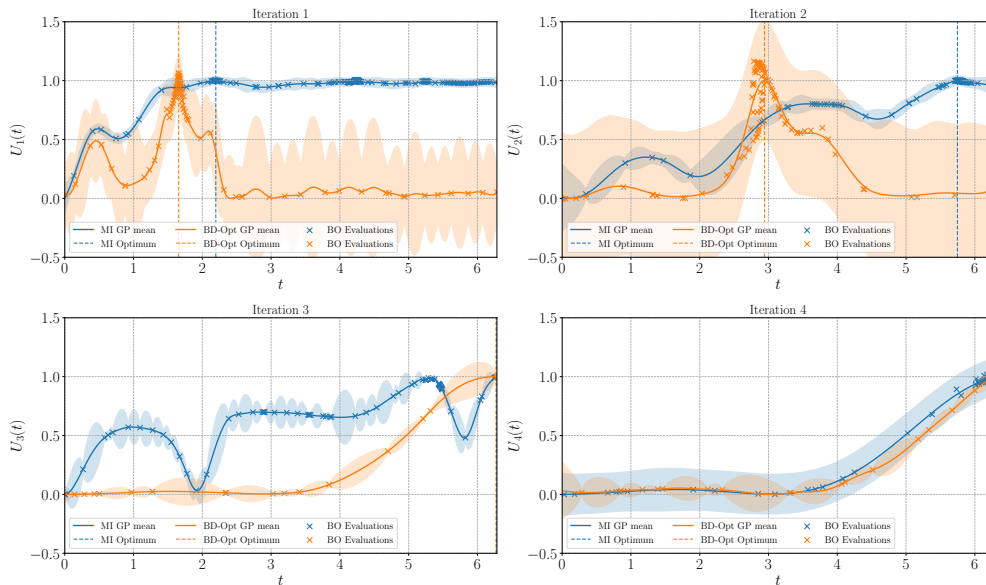 Iteration 1
1.5
1.0
0.5
0.0
−0.5
U₁(t)
MI GP mean
BD-Opt GP mean
BO Evaluations
MI Optimum
BD-Opt Optimum
BO Evaluations
0 1 2 3 4 5 6
t
Iteration 2
1.5
1.0
0.5
0.0
−0.5
U₂(t)
MI GP mean
BD-Opt GP mean
BO Evaluations
MI Optimum
BD-Opt Optimum
BO Evaluations
0 1 2 3 4 5 6
t
Iteration 3
1.5
1.0
0.5
0.0
−0.5
U₃(t)
MI GP mean
BD-Opt GP mean
BO Evaluations
MI Optimum
BD-Opt Optimum
BO Evaluations
0 1 2 3 4 5 6
t
Iteration 4
1.5
1.0
0.5
0.0
−0.5
U₄(t)
MI GP mean
BD-Opt GP mean
BO Evaluations
MI Optimum
BD-Opt Optimum
BO Evaluations
0 1 2 3 4 5 6
t